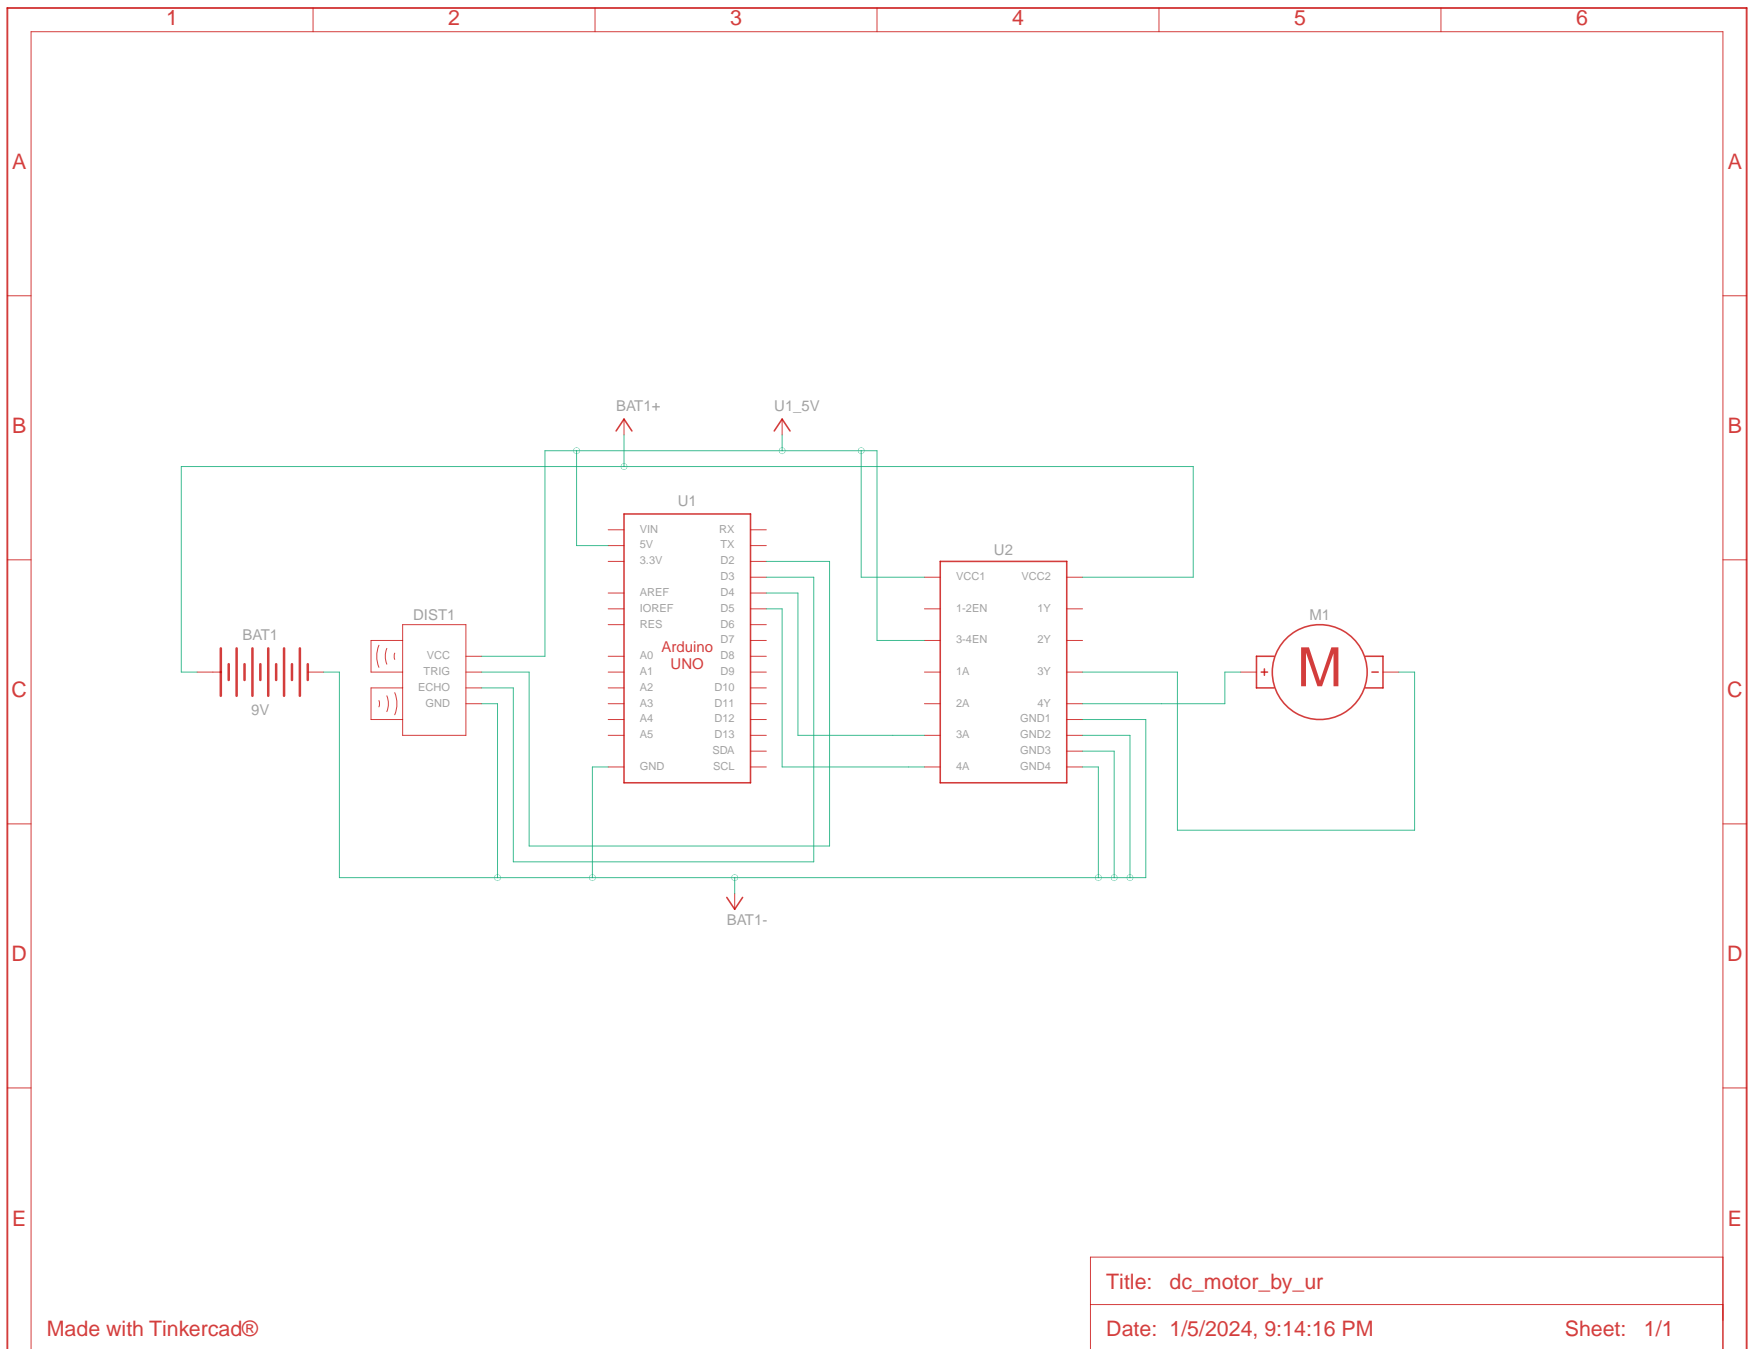 1 2 3 4 5 6
A A
B B
C C
D D
E E
BAT1+
U1_5V
U1
VIN RX
5V TX
3.3V D2
D3
AREF D4
IOREF D5
RES D6
D7
A0 D8
A1 D9
A2 D10
A3 D11
A4 D12
A5 D13
SDA
GND SCL
Arduino
UNO
U2
VCC1 VCC2
1-2EN 1Y
3-4EN 2Y
1A 3Y
2A 4Y
GND1
3A GND2
GND3
4A GND4
DIST1
VCC
TRIG
ECHO
GND
BAT1
9V
M1
+ M -
BAT1-
Title: dc_motor_by_ur
Made with Tinkercad®
Date: 1/5/2024, 9:14:16 PM Sheet: 1/1